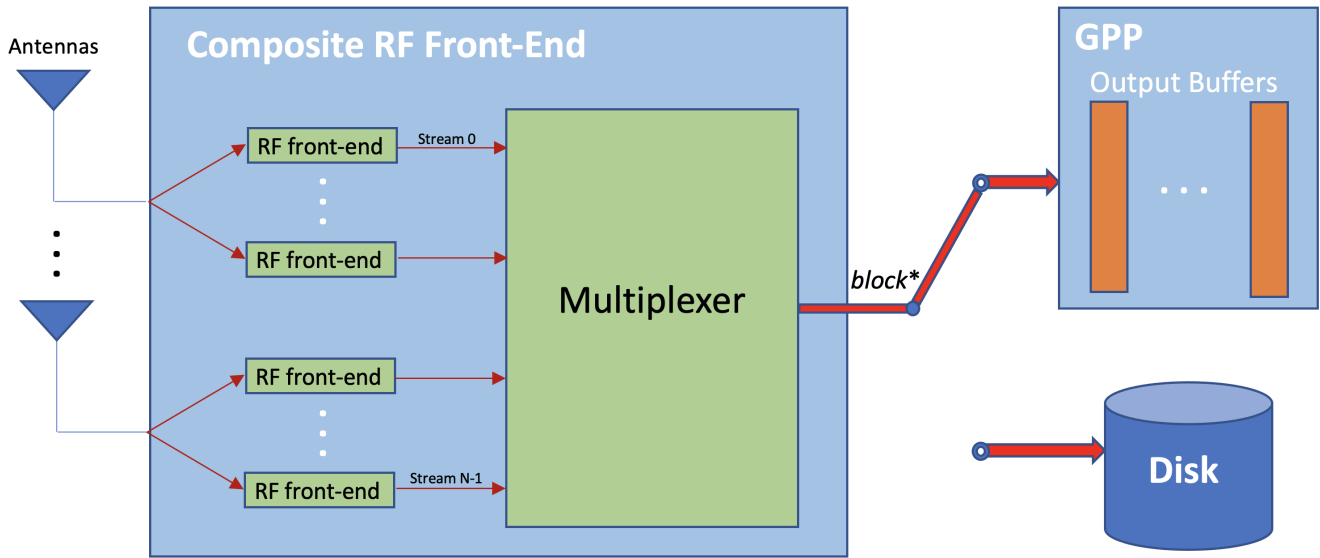 Antennas
Composite RF Front-End
GPP
Output Buffers
RF front-end
Stream 0
RF front-end
Multiplexer
block*
RF front-end
RF front-end
Stream N-1
Disk